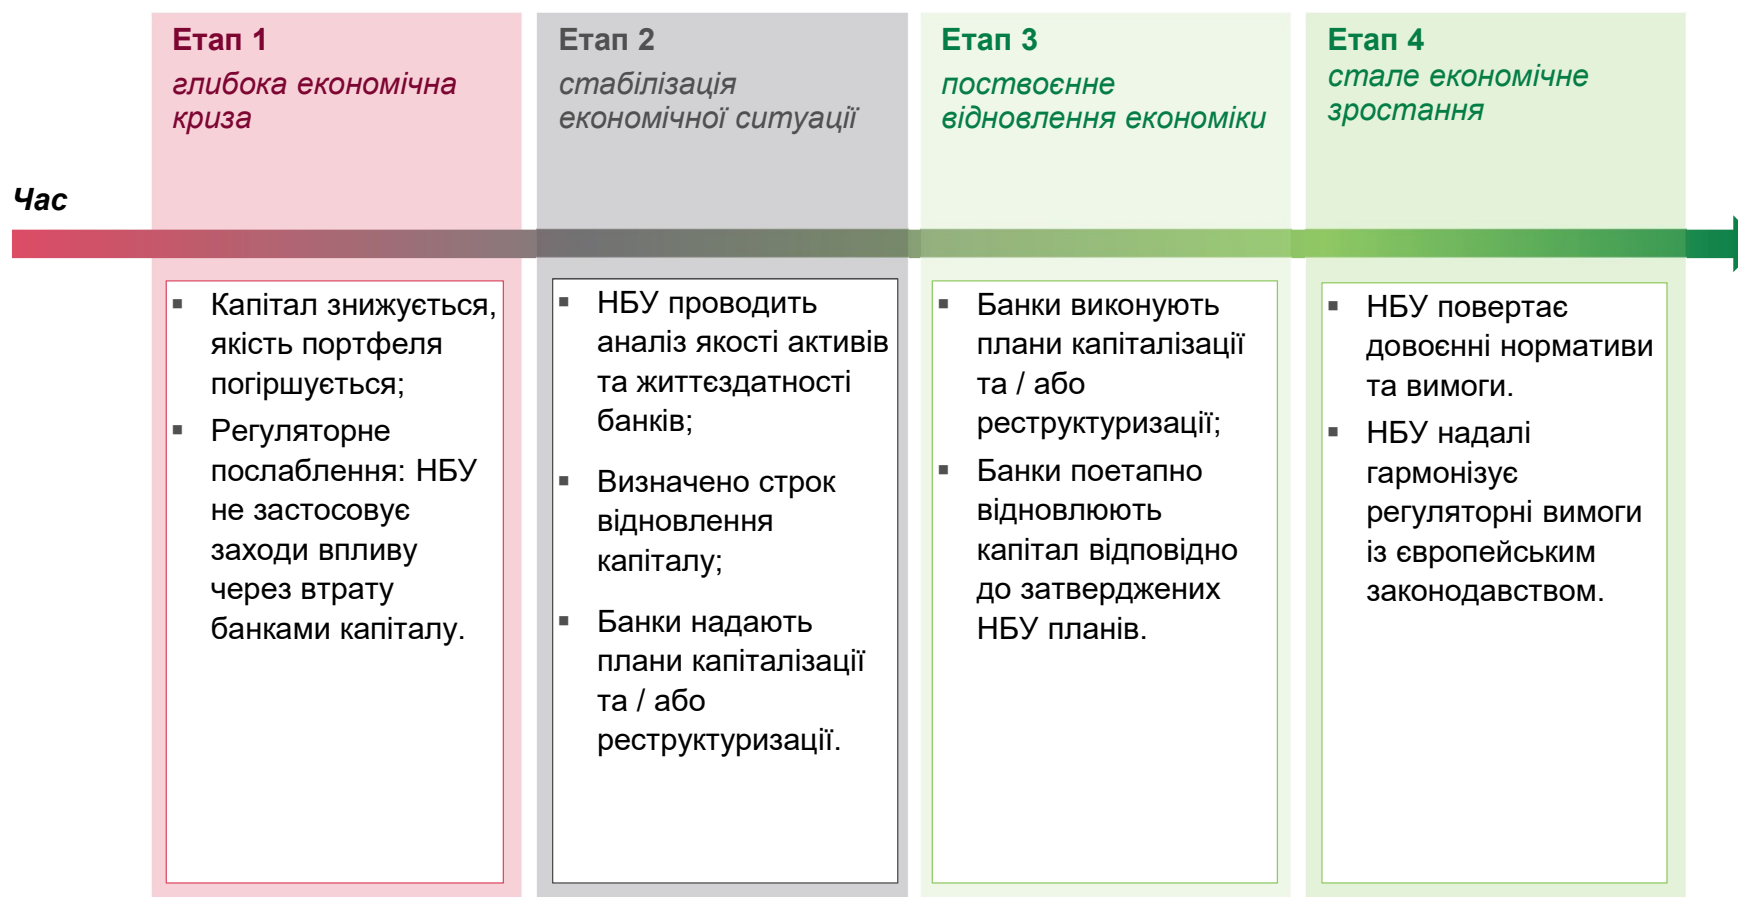 Етап 1
глибока економічна
криза
Етап 2
стабілізація
економічної ситуації
Етап 3
поствоєнне
відновлення економіки
Етап 4
стале економічне
зростання
Час
▪ Капітал знижується,
якість портфеля
погіршується;
▪ Регуляторне
послаблення: НБУ
не застосовує
заходи впливу
через втрату
банками капіталу.
▪ НБУ проводить
аналіз якості активів
та життєздатності
банків;
▪ Визначено строк
відновлення
капіталу;
▪ Банки надають
плани капіталізації
та / або
реструктуризації.
▪ Банки виконують
плани капіталізації
та / або
реструктуризації;
▪ Банки поетапно
відновлюють
капітал відповідно
до затверджених
НБУ планів.
▪ НБУ повертає
довоєнні нормативи
та вимоги.
▪ НБУ надалі
гармонізує
регуляторні вимоги
із європейським
законодавством.